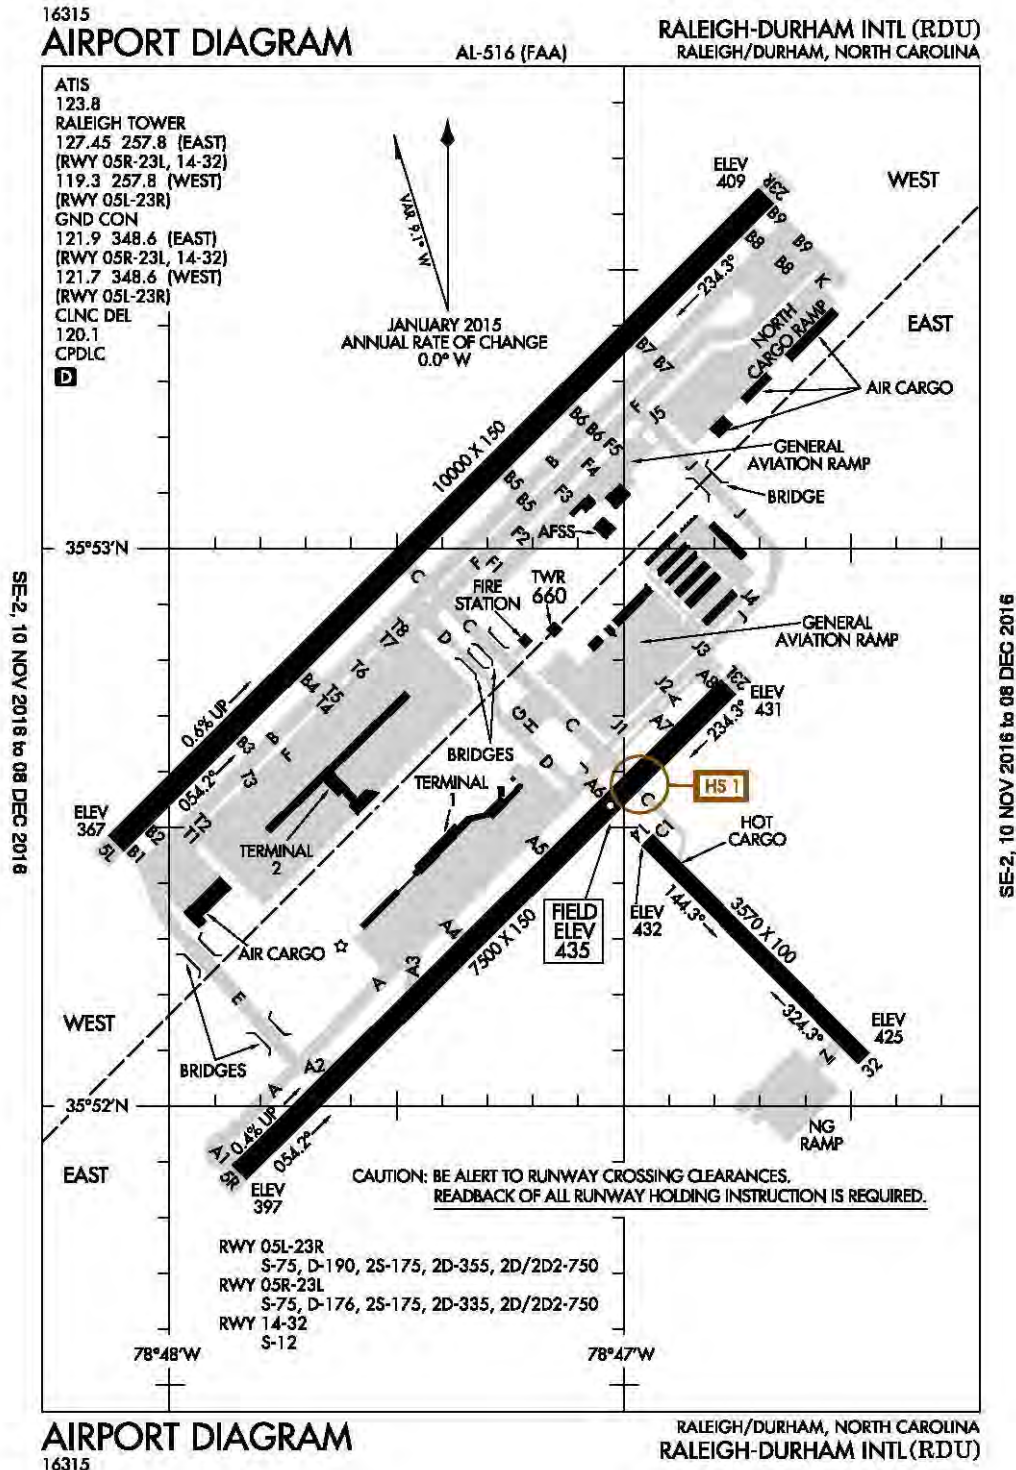 16315
AIRPORT DIAGRAM
AL-516 (FAA)
RALEIGH-DURHAM INTL (RDU)
RALEIGH/DURHAM, NORTH CAROLINA
ATIS
123.8
RALEIGH TOWER
127.45 257.8 (EAST)
(RWY 05R-23L, 14-32)
119.3 257.8 (WEST)
(RWY 05L-23R)
GND CON
121.9 348.6 (EAST)
(RWY 05R-23L, 14-32)
121.7 348.6 (WEST)
(RWY 05L-23R)
CLNC DEL
120.1
CPDLC
D
VAR 9.1° W
JANUARY 2015
ANNUAL RATE OF CHANGE
0.0° W
ELEV
409
23R
WEST
EAST
B9
B9
B8
B8
K
234.3°
NORTH
CARGO RAMP
AIR CARGO
B7
B7
F
J5
B6
B6
F5
GENERAL
AVIATION RAMP
J
BRIDGE
J
10000 X 150
B
F4
B5
B5
F3
F2
AFSS
35°53'N
C
F
F1
FIRE
STATION
TWR
660
J4
J
GENERAL
AVIATION RAMP
J3
T8
T7
D
C
T6
B4
T5
T4
G
H
C
D
J1
J2
A
A8
A7
23L
ELEV
431
234.3°
0.6% UP
B3
B
F
T3
054.2°
BRIDGES
TERMINAL
1
J
A6
HS 1
C
C1
14
HOT
CARGO
ELEV
367
5L
B1
B2
T2
T1
TERMINAL
2
A5
FIELD
ELEV
435
ELEV
432
144.3°
3570 X 100
A4
7500 X 150
AIR CARGO
A3
A
E
324.3°
ELEV
425
N1
32
WEST
BRIDGES
A2
A
35°52'N
0.4% UP
054.2°
A1
5R
ELEV
397
EAST
NG
RAMP
CAUTION: BE ALERT TO RUNWAY CROSSING CLEARANCES.
READBACK OF ALL RUNWAY HOLDING INSTRUCTION IS REQUIRED.
RWY 05L-23R
S-75, D-190, 2S-175, 2D-355, 2D/2D2-750
RWY 05R-23L
S-75, D-176, 2S-175, 2D-335, 2D/2D2-750
RWY 14-32
S-12
78°48'W
78°47'W
SE-2, 10 NOV 2016 to 08 DEC 2016
SE-2, 10 NOV 2016 to 08 DEC 2016
AIRPORT DIAGRAM
16315
RALEIGH/DURHAM, NORTH CAROLINA
RALEIGH-DURHAM INTL (RDU)